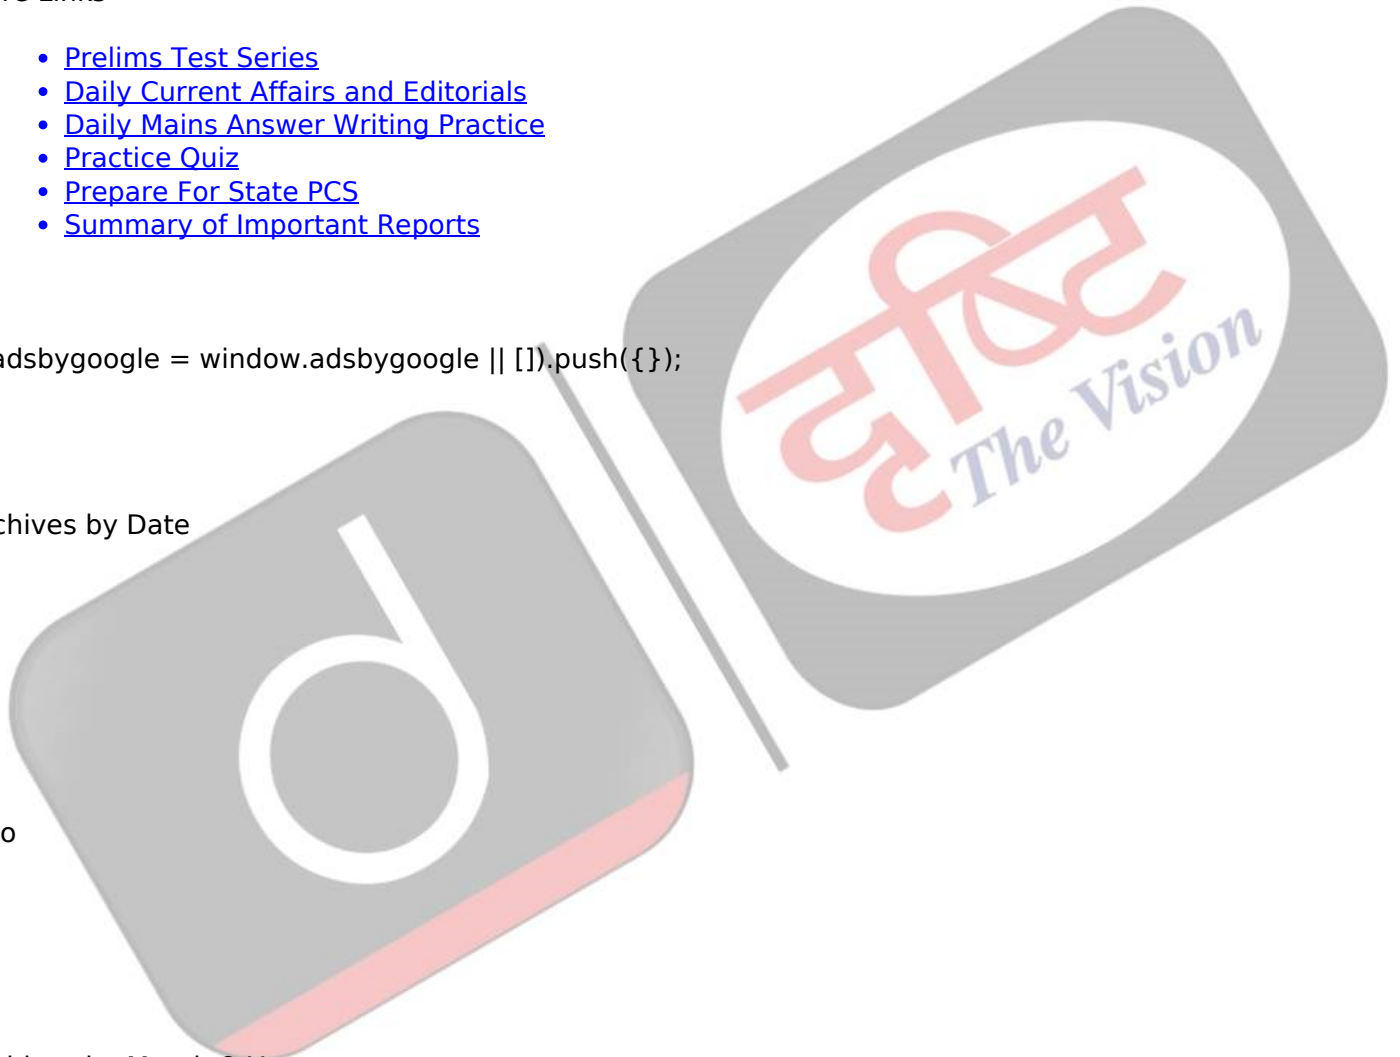 Links
Prelims Test Series
Daily Current Affairs and Editorials
Daily Mains Answer Writing Practice
Practice Quiz
Prepare For State PCS
Summary of Important Reports
adsbygoogle = window.adsbygoogle || []).push({});
दृष्टि
The Vision
chives by Date
d
o